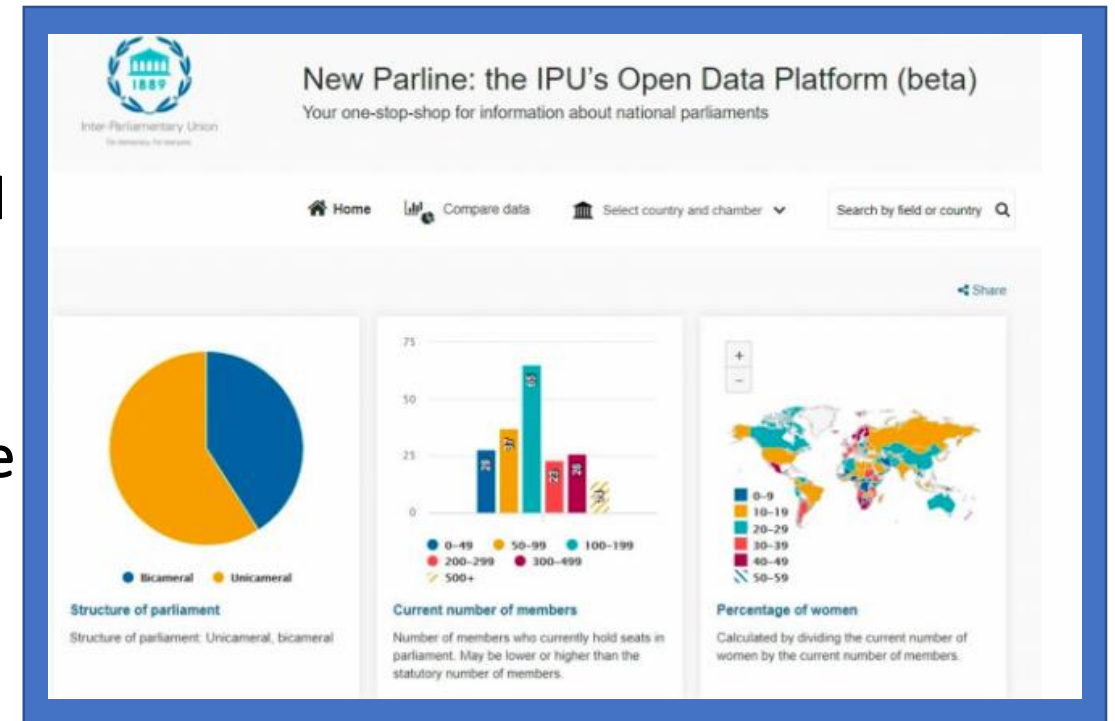 1889
Inter-Parliamentary Union
For democracy. For everyone.
New Parline: the IPU's Open Data Platform (beta)
Your one-stop-shop for information about national parliaments
Home
Compare data
Select country and chamber
Search by field or country
Share
Bicameral
Unicameral
Structure of parliament
Structure of parliament: Unicameral, bicameral
75
50
25
0
28
37
65
23
26
0-49
50-99
100-199
200-299
300-499
500+
Current number of members
Number of members who currently hold seats in
parliament. May be lower or higher than the
statutory number of members.
+
-
0-9
10-19
20-29
30-39
40-49
50-59
Percentage of women
Calculated by dividing the current number of
women by the current number of members.
e